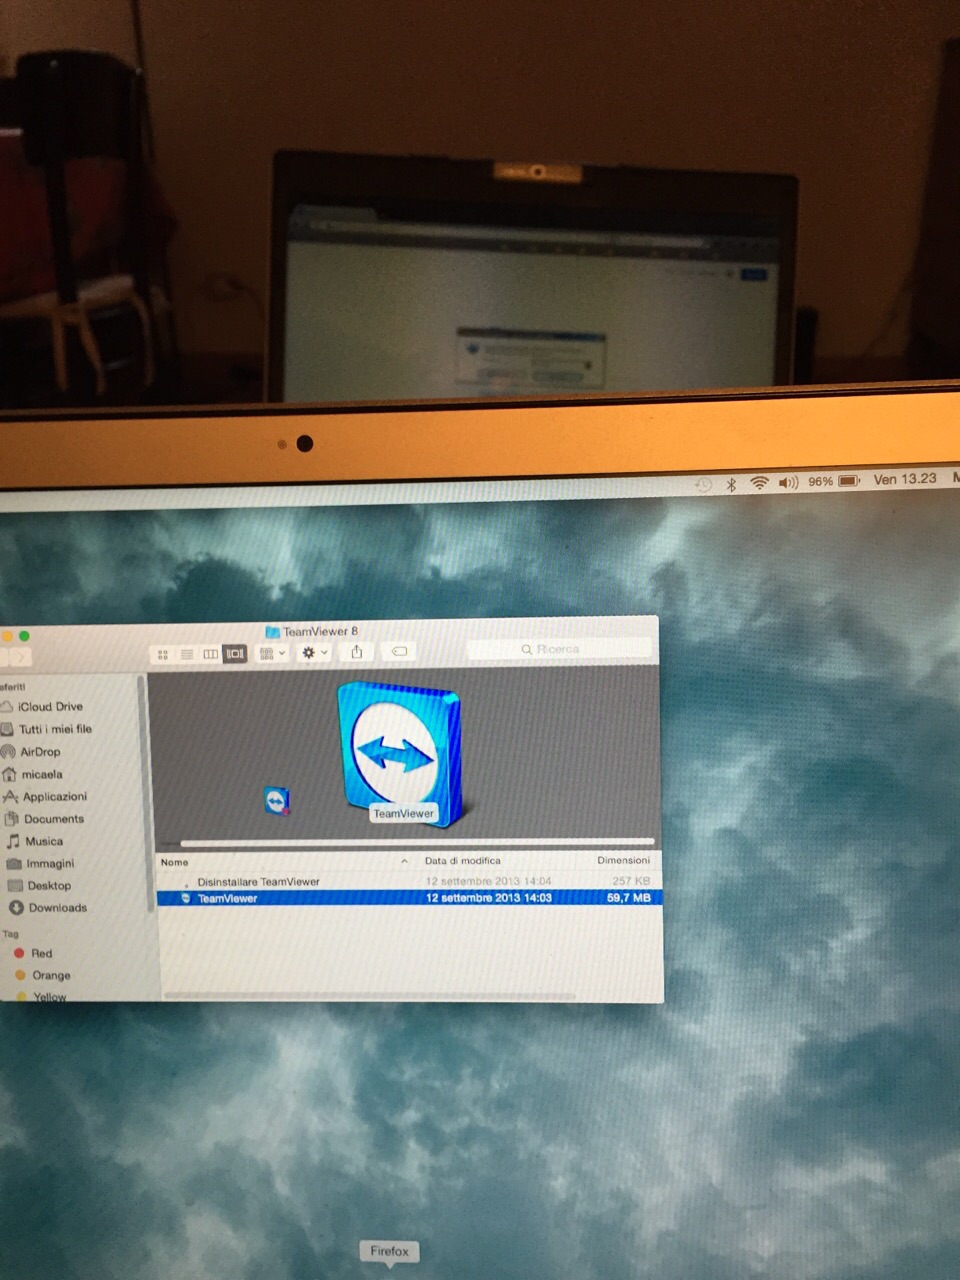 96% Ven 13.23
TeamViewer 8
Ricerca
eferiti
iCloud Drive
Tutti i miei file
AirDrop
micaela
Applicazioni
Documents
Musica
Immagini
Desktop
Downloads
Tag
Red
Orange
Yellow
TeamViewer
Nome Data di modifica Dimensioni
Disinstallare TeamViewer 12 settembre 2013 14:04 257 KB
TeamViewer 12 settembre 2013 14:03 59,7 MB
Firefox